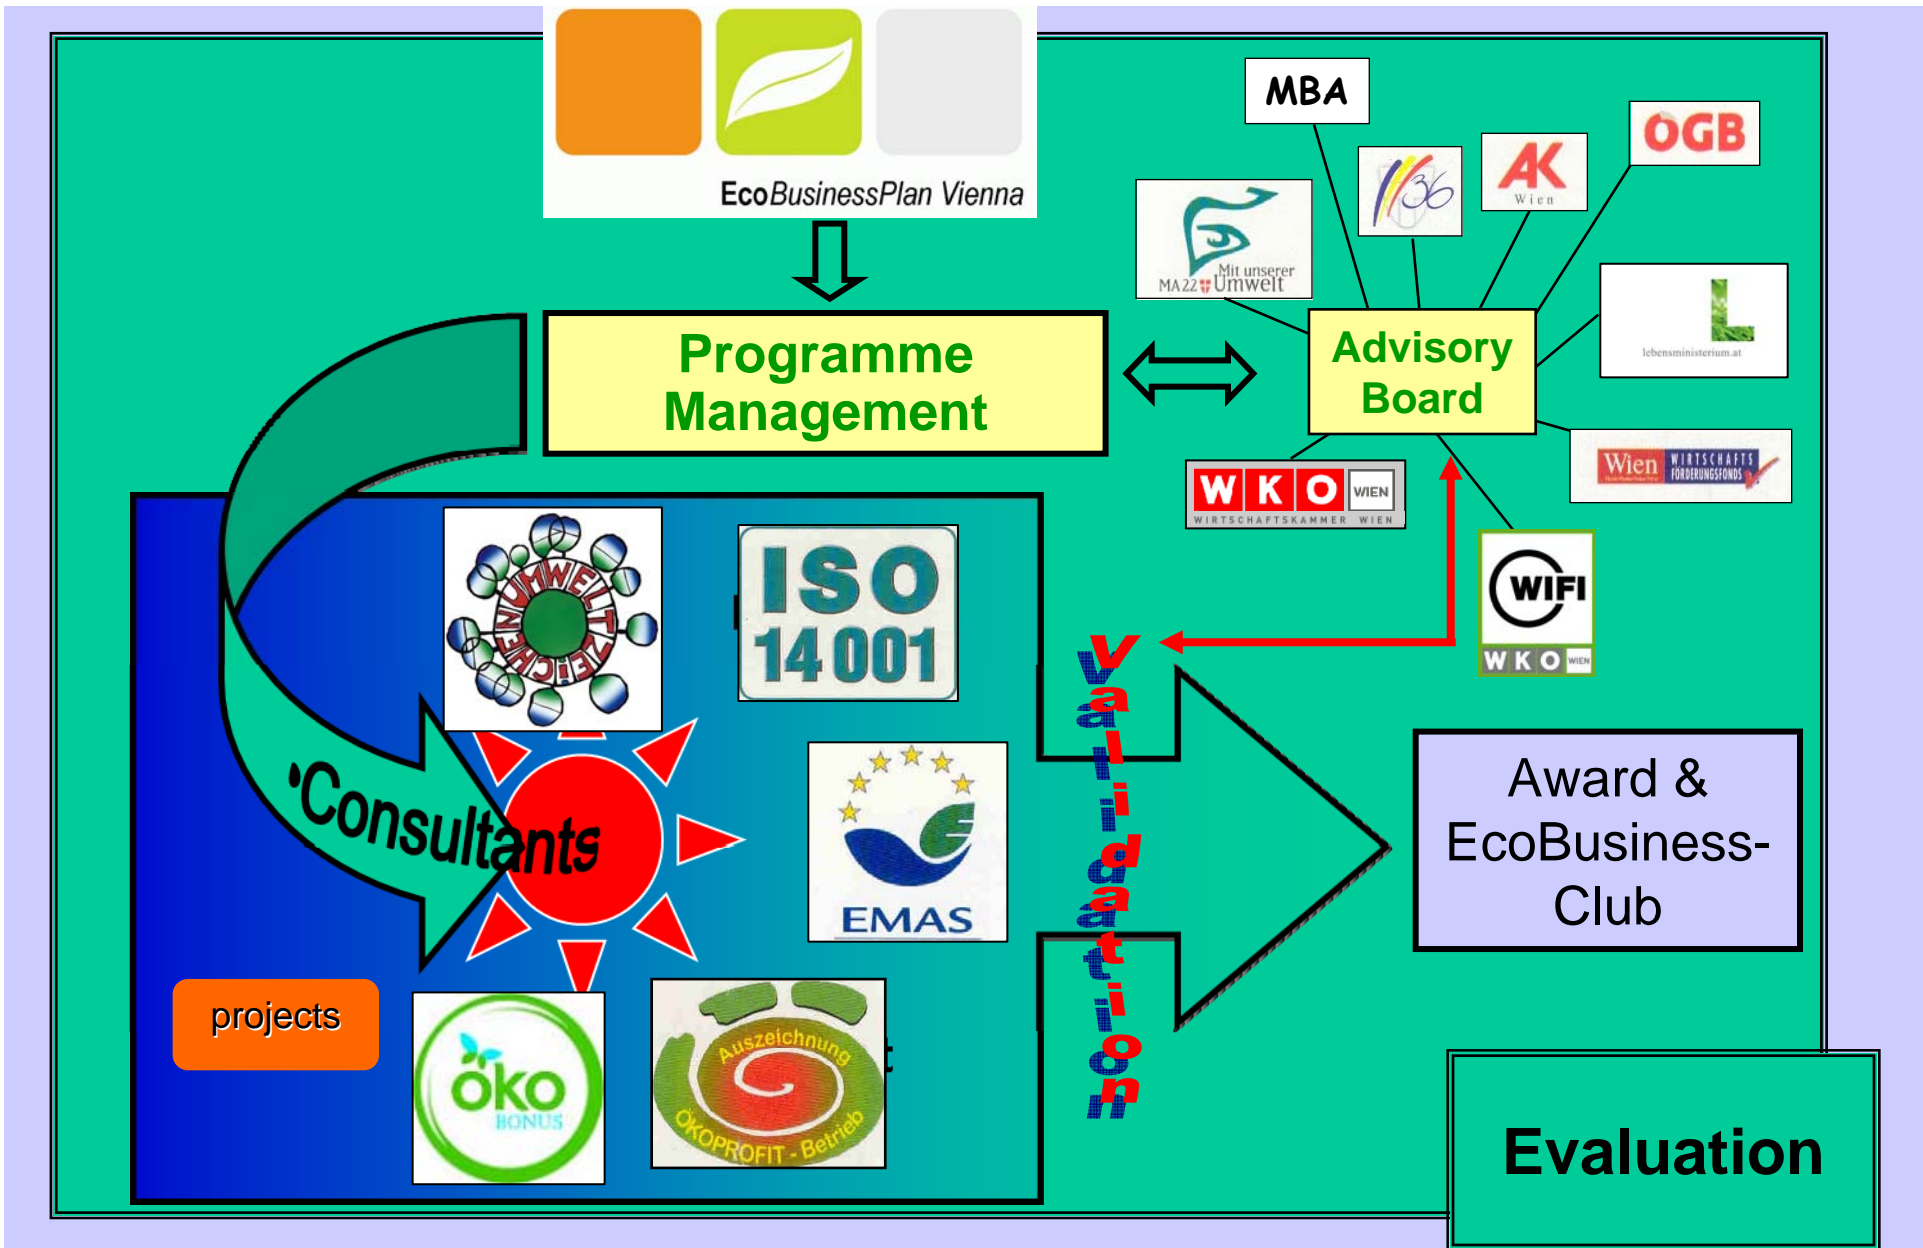 EcoBusinessPlan Vienna
MBA
36
AK
Wien
ÖGB
Mit unserer
MA22 Umwelt
lebensministerium.at
Programme
Management
Advisory
Board
WKO WIEN
WIRTSCHAFTSKAMMER WIEN
Wien WIRTSCHAFTS
FÖRDERUNGSFONDS
WIFI
WKO WIEN
UMWELTZEICHEN
ISO
14001
•Consultants
EMAS
Validation
Award &
EcoBusiness-
Club
projects
ÖKO
BONUS
Auszeichnung
ÖKOPROFIT - Betrieb
t
Evaluation